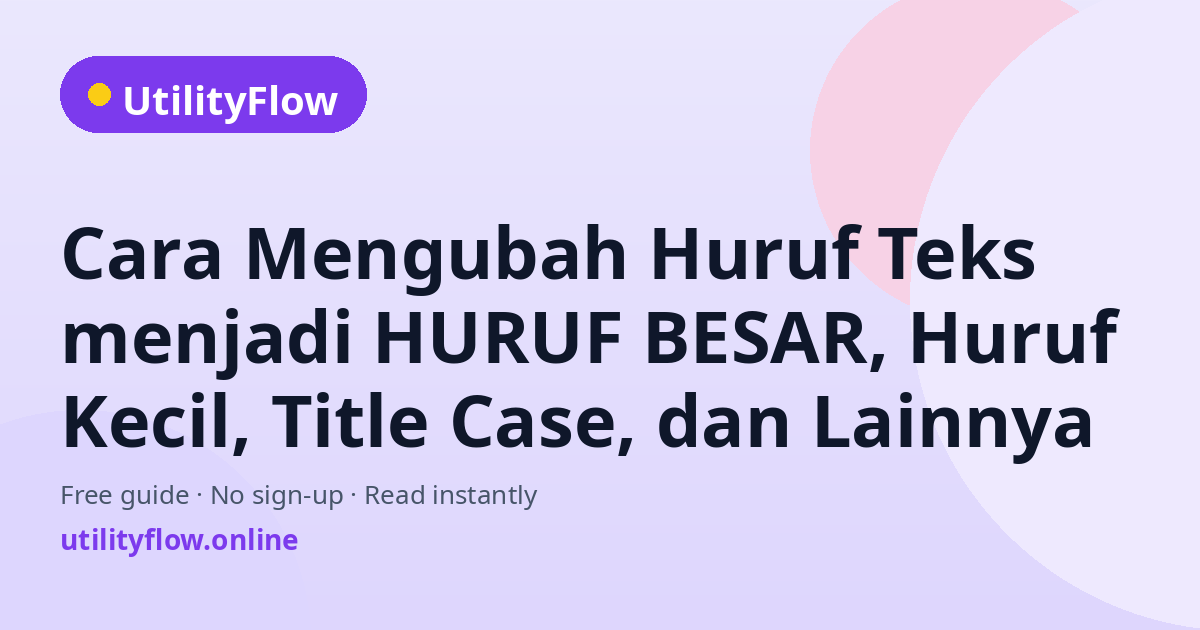 UtilityFlow
Cara Mengubah Huruf Teks
menjadi HURUF BESAR, Huruf
Kecil, Title Case, dan Lainnya
Free guide · No sign-up · Read instantly
utilityflow.online